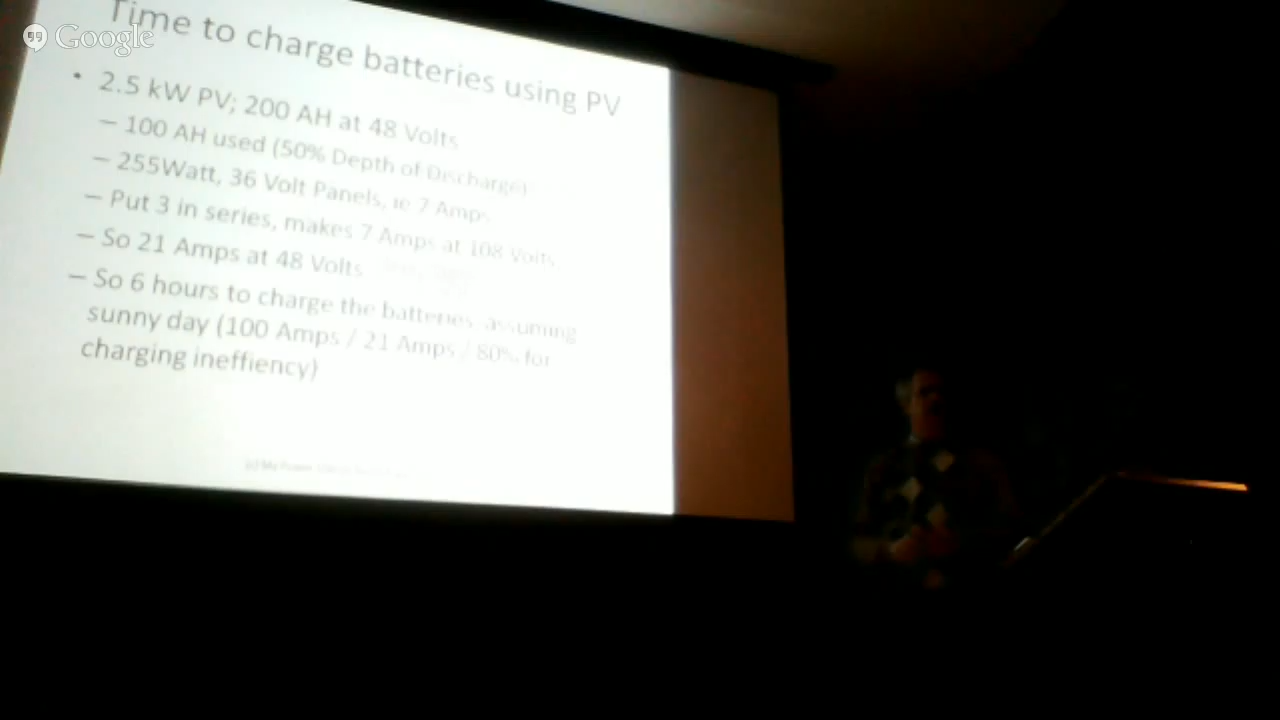 Google
Time to charge batteries using PV
• 2.5 kW PV; 200 AH at 48 Volts
– 100 AH used (50% Depth of Discharge)
– 255Watt, 36 Volt Panels, ie 7 Amps
– Put 3 in series, makes 7 Amps at 108 Volts
– So 21 Amps at 48 Volts
– So 6 hours to charge the batteries, assuming
sunny day (100 Amps / 21 Amps / 80% for
charging ineffiency)